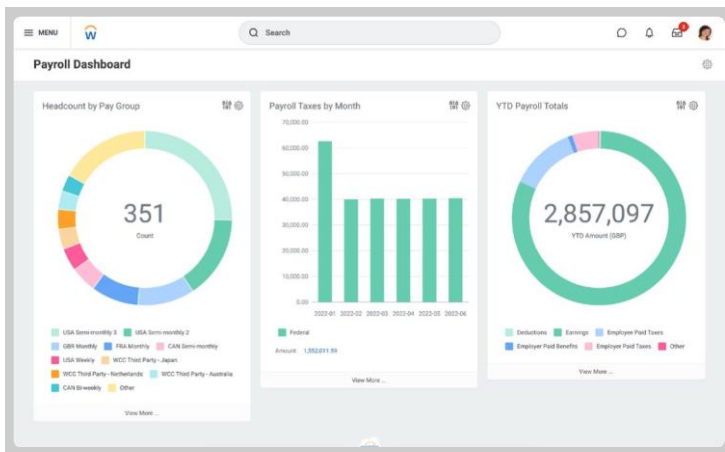 MENU
W
Search
3
Payroll Dashboard
Headcount by Pay Group
351
Count
USA Semi-monthly 3 USA Semi-monthly 2
GBR Monthly FRA Monthly CAN Semi-monthly
USA Weekly WCC Third Party - Japan
WCC Third Party - Netherlands WCC Third Party - Australia
CAN Bi-weekly Other
View More ...
Payroll Taxes by Month
70,000.00
60,000.00
50,000.00
40,000.00
30,000.00
20,000.00
10,000.00
0.00
2022-01 2022-02 2022-03 2022-04 2022-05 2022-06
Federal
Amount:
View More ...
YTD Payroll Totals
2,857,097
YTD Amount (GBP)
Deductions Earnings Employee Paid Taxes
Employer Paid Benefits Employer Paid Taxes Other
View More ...